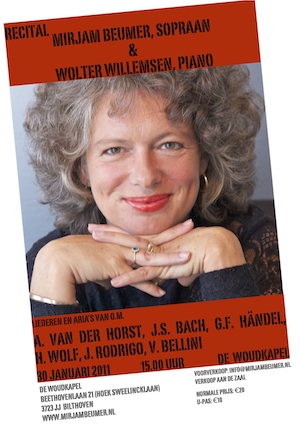 RECITAL
MIRJAM BEUMER, SOPRAAN
&
WOLTER WILLEMSEN, PIANO
LIEDEREN EN ARIA'S VAN O.M.
A. VAN DER HORST, J.S. BACH, G.F. HÄNDEL,
H. WOLF, J. RODRIGO, V. BELLINI
30 JANUARI 2011 15.00 UUR DE WOUDKAPEL
DE WOUDKAPEL
BEETHOVENLAAN 21 (HOEK SWEELINCKLAAN)
3723 JJ BILTHOVEN
WWW.MIRJAMBEUMER.NL
VOORVERKOOP: INFO@MIRJAMBEUMER.NL
VERKOOP AAN DE ZAAL
NORMALE PRIJS: €20
U-PAS: €10